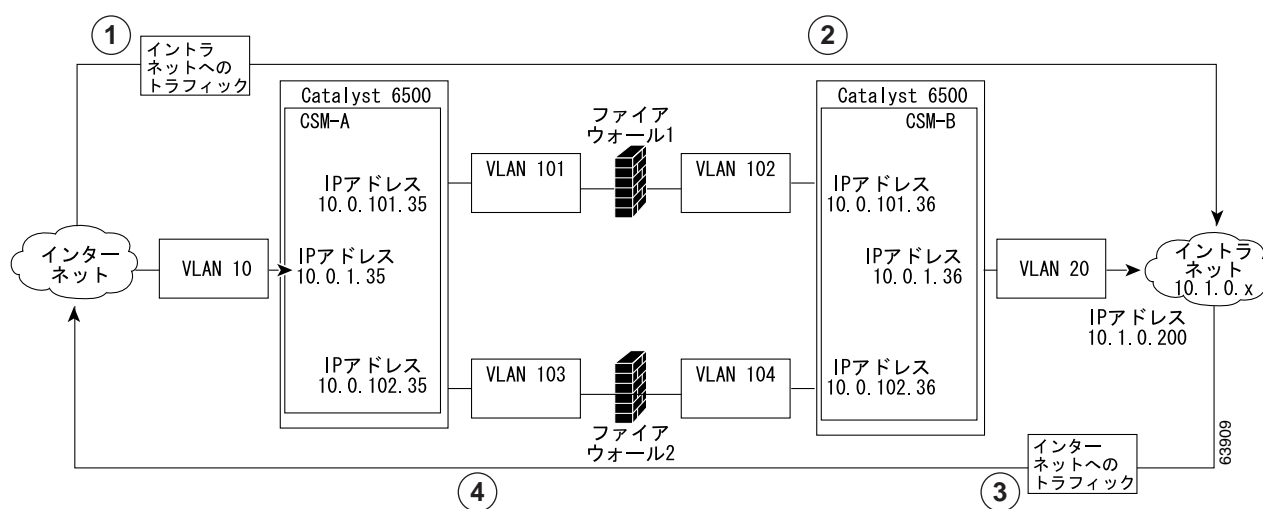 1
イントラ
ネットへの
トラフィック
2
Catalyst 6500
CSM-A
ファイア
ウォール1
Catalyst 6500
CSM-B
VLAN 101
VLAN 102
IPアドレス
10.0.101.35
IPアドレス
10.0.101.36
インター
ネット
VLAN 10
IPアドレス
10.0.1.35
IPアドレス
10.0.1.36
VLAN 20
イントラ
ネット
10.1.0.x
IPアドレス
10.1.0.200
IPアドレス
10.0.102.35
VLAN 103
VLAN 104
IPアドレス
10.0.102.36
ファイア
ウォール2
インター
ネットへの
トラフィック
63909
4
3